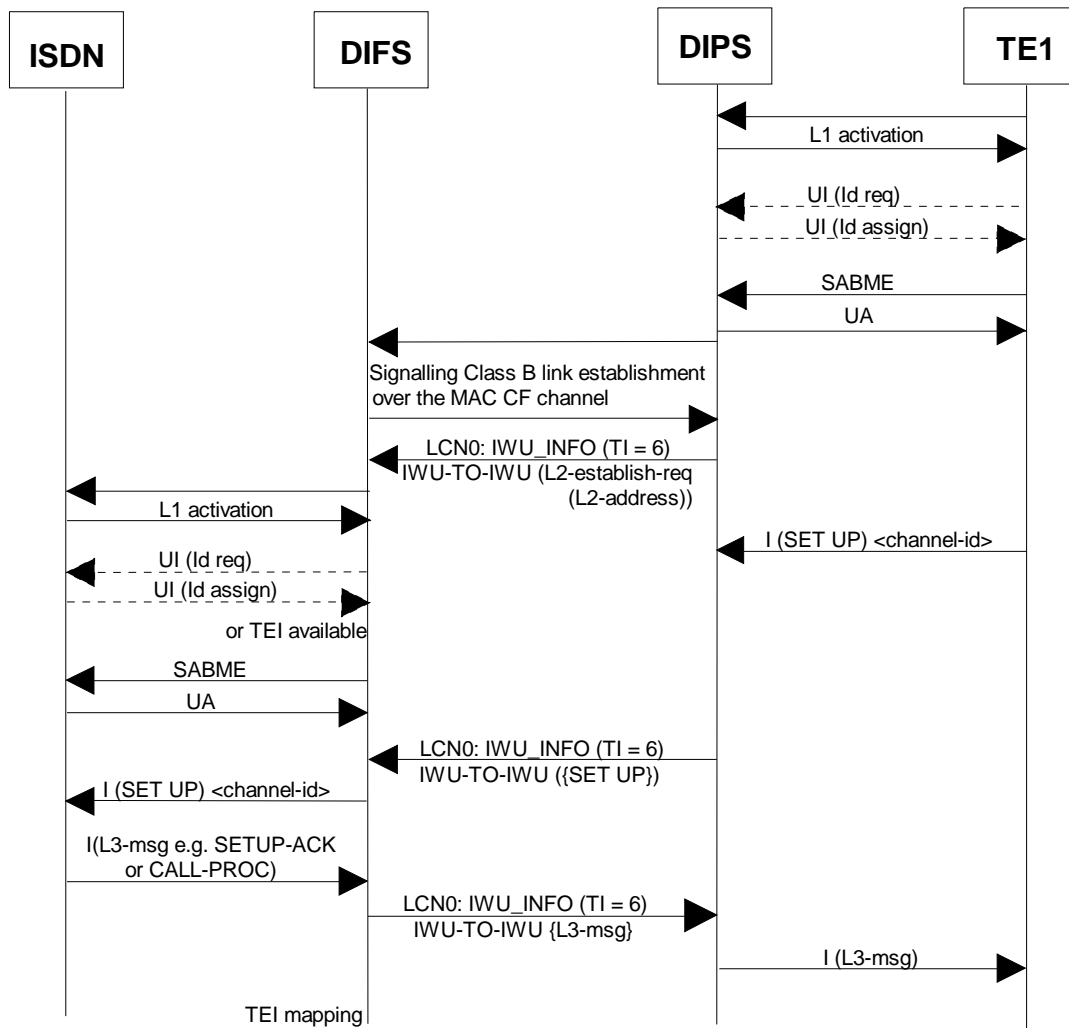 ISDN
DIFS
DIPS
TE1
L1 activation
UI (Id req)
UI (Id assign)
SABME
UA
Signalling Class B link establishment
over the MAC CF channel
LCN0: IWU_INFO (TI = 6)
IWU-TO-IWU (L2-establish-req
(L2-address))
L1 activation
I (SET UP) <channel-id>
UI (Id req)
UI (Id assign)
or TEI available
SABME
UA
LCN0: IWU_INFO (TI = 6)
IWU-TO-IWU ({SET UP})
I (SET UP) <channel-id>
I(L3-msg e.g. SETUP-ACK
or CALL-PROC)
LCN0: IWU_INFO (TI = 6)
IWU-TO-IWU {L3-msg}
I (L3-msg)
TEI mapping